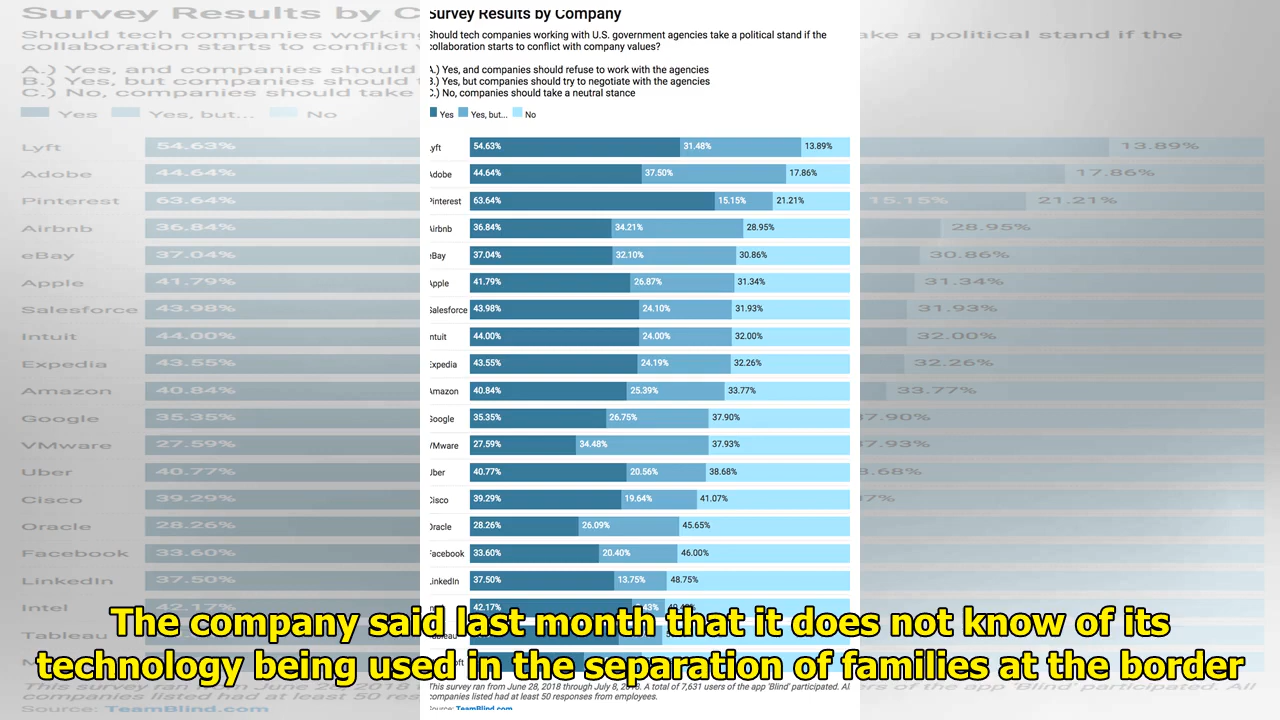 Survey Results by Company
Should tech companies working with U.S. government agencies take a political stand if the
collaboration starts to conflict with company values?
A.) Yes, and companies should refuse to work with the agencies
B.) Yes, but companies should try to negotiate with the agencies
C.) No, companies should take a neutral stance
Yes Yes, but... No
Lyft 54.63% 31.48% 13.89%
Adobe 44.64% 37.50% 17.86%
Pinterest 63.64% 15.15% 21.21%
Airbnb 36.84% 34.21% 28.95%
eBay 37.04% 32.10% 30.86%
Apple 41.79% 26.87% 31.34%
Salesforce 43.98% 24.10% 31.93%
Intuit 44.00% 24.00% 32.00%
Expedia 43.55% 24.19% 32.26%
Amazon 40.84% 25.39% 33.77%
Google 35.35% 26.75% 37.90%
VMware 27.59% 34.48% 37.93%
Uber 40.77% 20.56% 38.68%
Cisco 39.29% 19.64% 41.07%
Oracle 28.26% 26.09% 45.65%
Facebook 33.60% 20.40% 46.00%
LinkedIn 37.50% 13.75% 48.75%
Intel 42.17%
Tableau
The company said last month that it does not know of its
technology being used in the separation of families at the border
This survey ran from June 28, 2018 through July 8, 2018. A total of 7,631 users of the app 'Blind' participated. All
companies listed had at least 50 responses from employees.
Source: TeamBlind.com